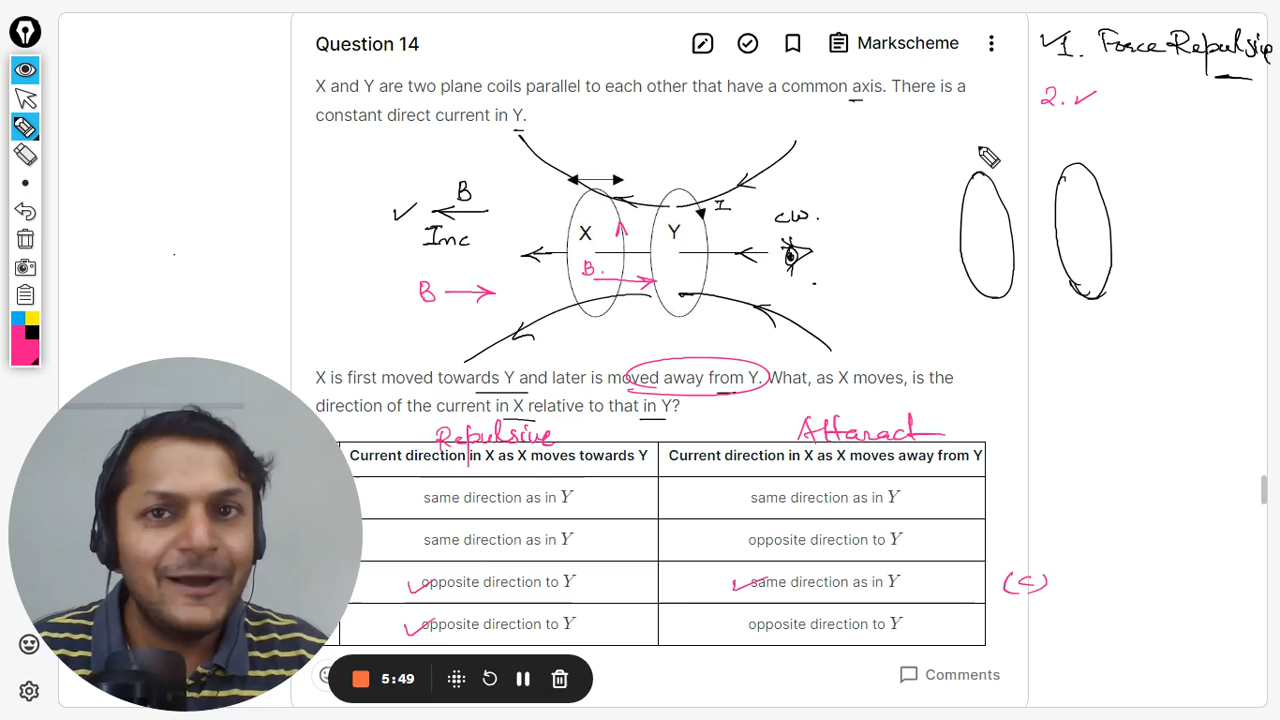 Question 14
Markscheme
✓1. Force Repulsive
2. ✓
X and Y are two plane coils parallel to each other that have a common axis. There is a
constant direct current in Y.
B
✓
Inc
B
X
Y
I
cw.
B.
X is first moved towards Y and later is moved away from Y. What, as X moves, is the
direction of the current in X relative to that in Y?
Repulsive
Attaract
Current direction in X as X moves towards Y
Current direction in X as X moves away from Y
same direction as in Y
same direction as in Y
same direction as in Y
opposite direction to Y
opposite direction to Y
same direction as in Y
(C)
opposite direction to Y
opposite direction to Y
5:49
Comments